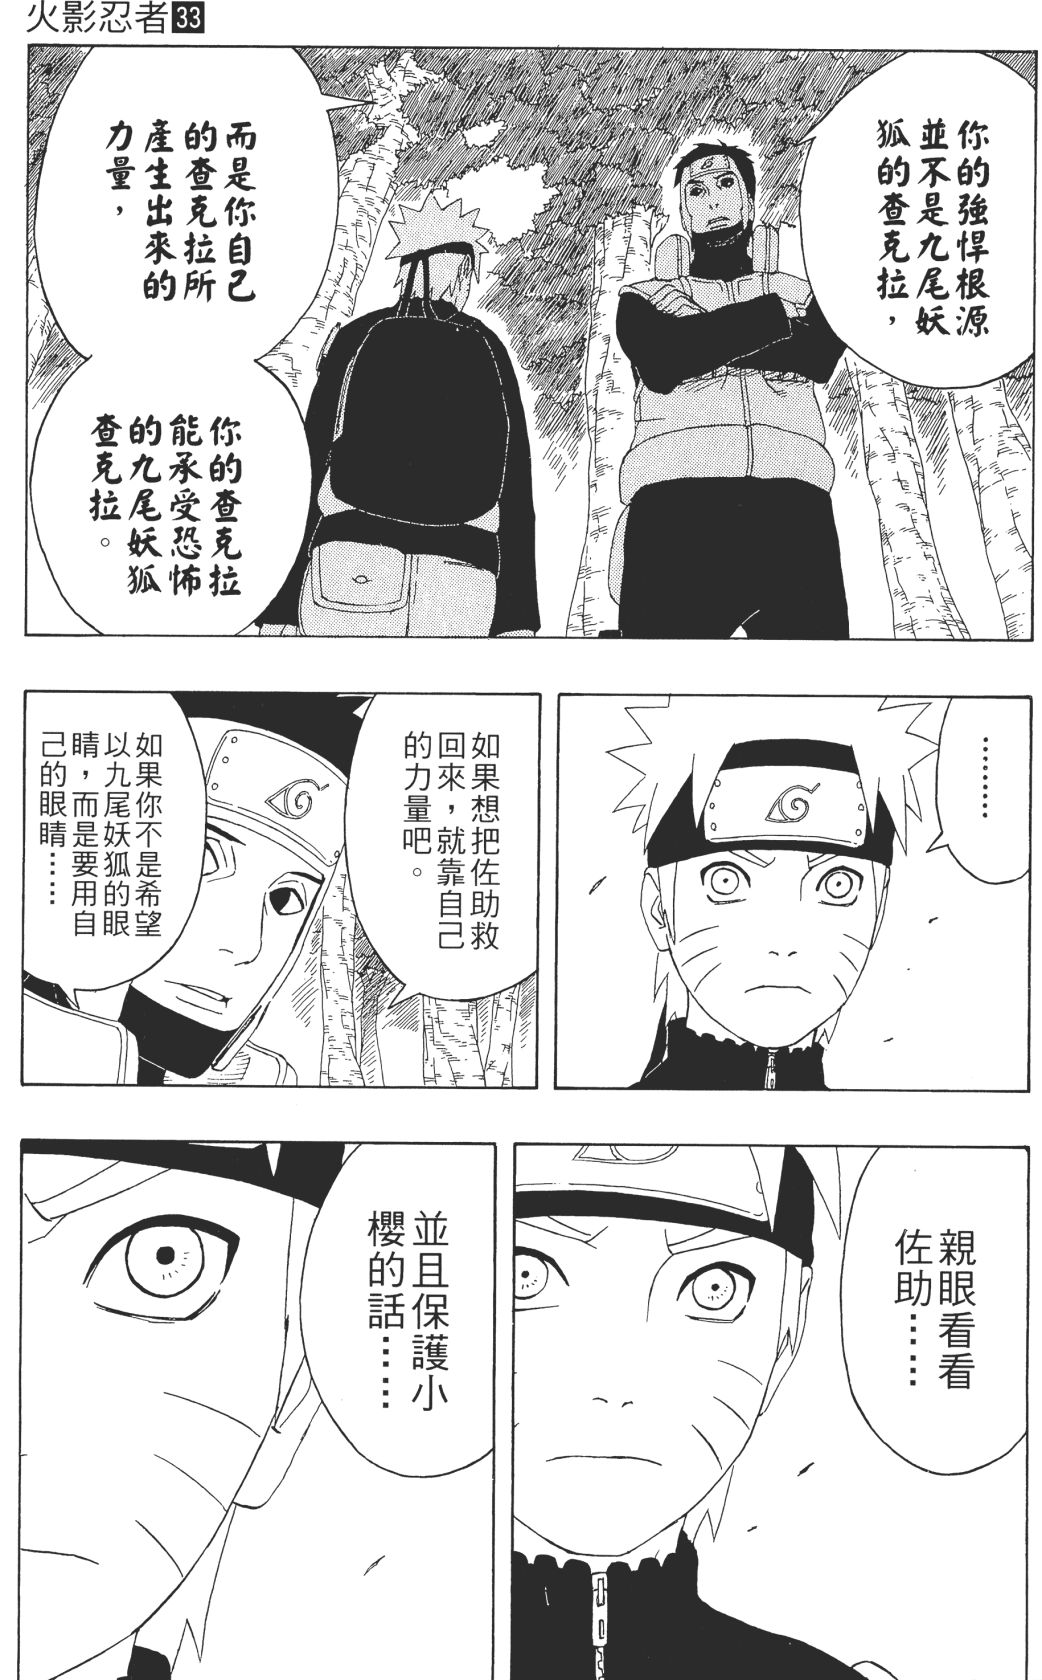 火影忍者33
你的強悍根源
並不是九尾妖
狐的查克拉，
而是你自己
的查克拉所
產生出來的
力量，
你的查克拉
能承受恐怖
的九尾妖狐
查克拉。
………
如果想把佐助救
回來，就靠自己
的力量吧。
如果你不是希望
以九尾妖狐的眼
睛，而是要用自
己的眼睛……
親眼看看
佐助……
並且保護小
櫻的話……